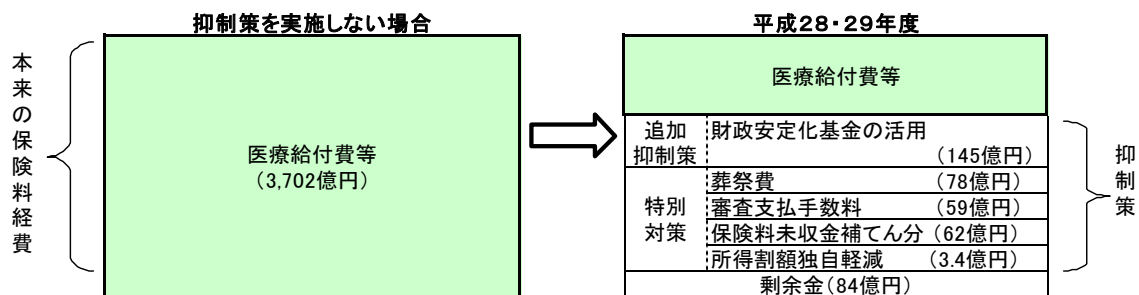 抑制策を実施しない場合
本来の保険料経費
医療給付費等
（3,702億円）
平成２８・２９年度
医療給付費等
追加
抑制策
財政安定化基金の活用
（145億円）
特別
対策
葬祭費 （78億円）
審査支払手数料 （59億円）
保険料未収金補てん分 （62億円）
所得割額独自軽減 （3.4億円）
剰余金（84億円）
抑制策